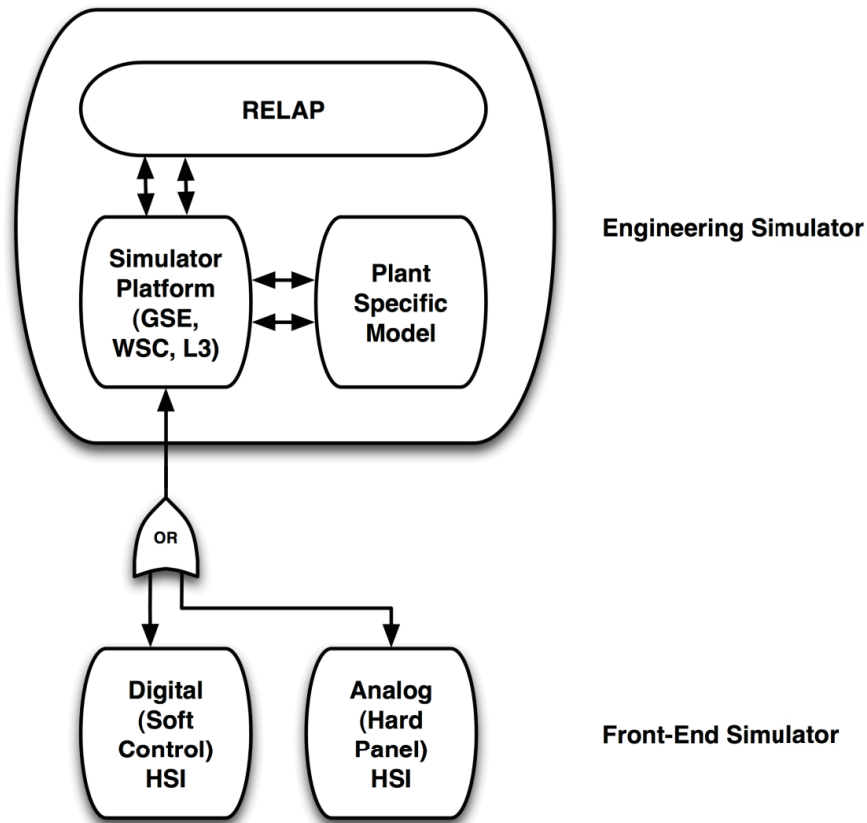 RELAP
Simulator
Platform
(GSE,
WSC, L3)
Plant
Specific
Model
Engineering Simulator
OR
Digital
(Soft
Control)
HSI
Analog
(Hard
Panel)
HSI
Front-End Simulator